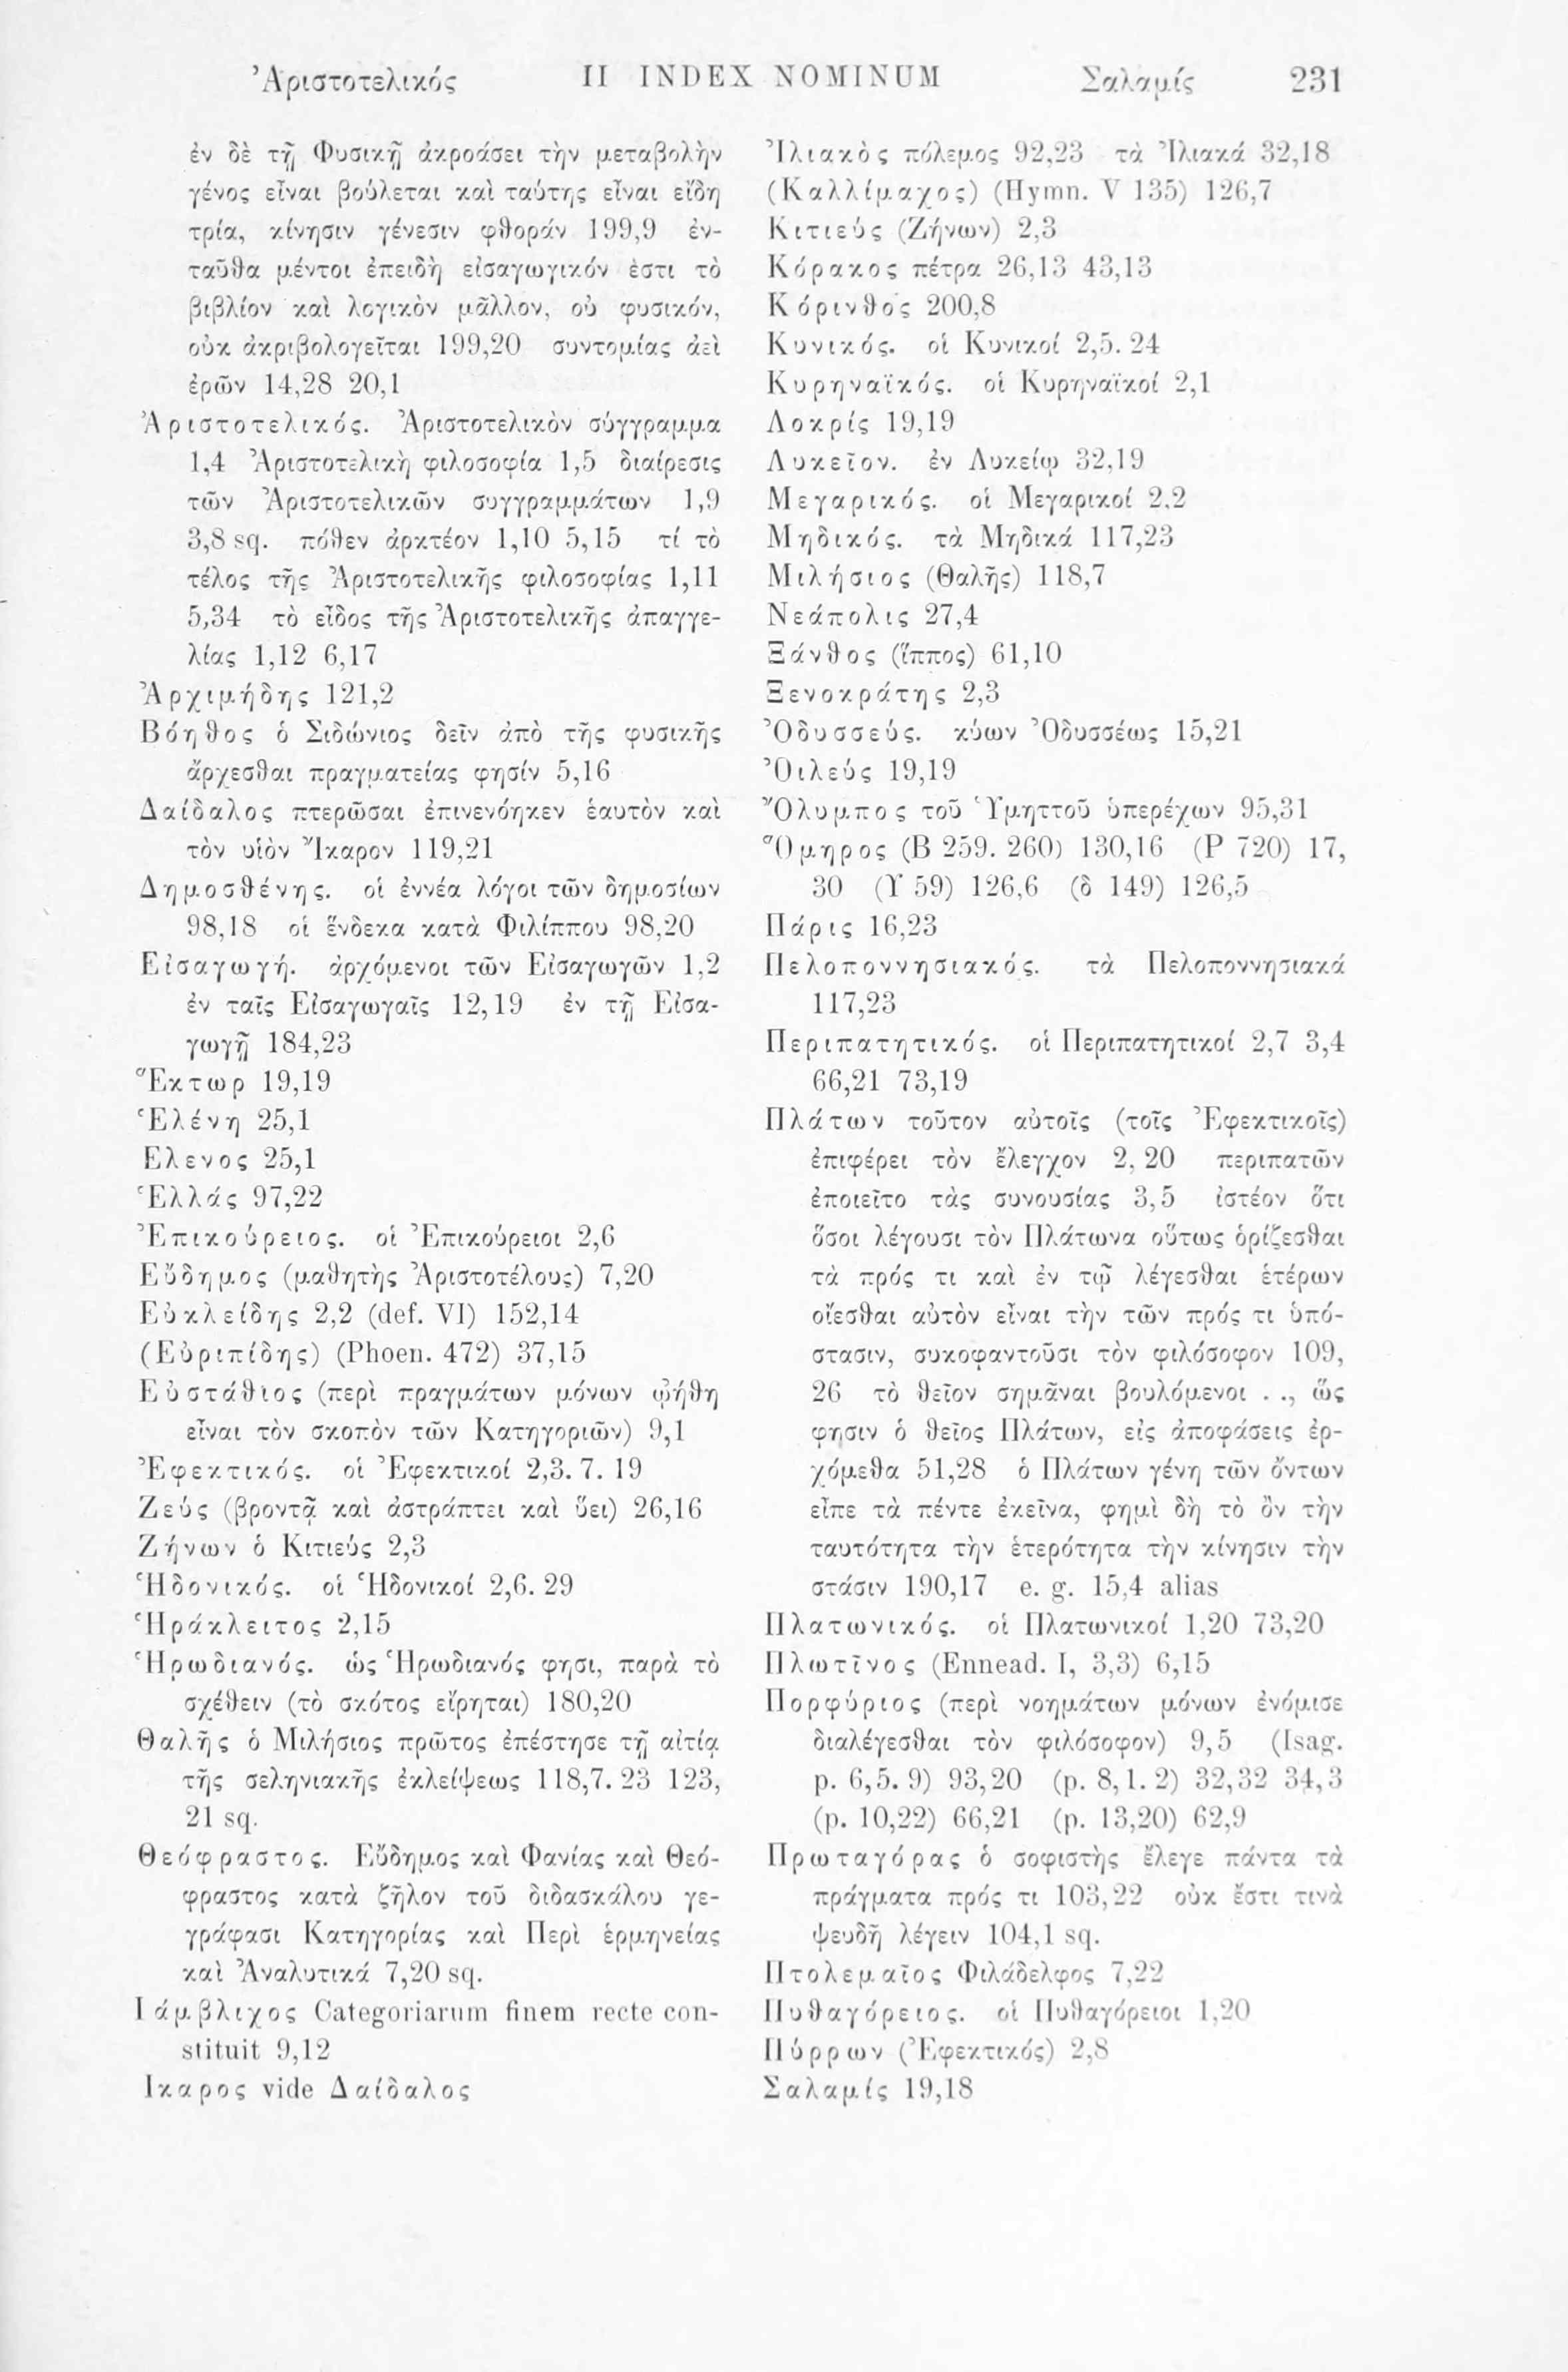 Ἀριστοτελικός II INDEX NOMINUM Σαλαμίς 231
ἐν δὲ τῇ Φυσικῇ ἀκροάσει τὴν μεταβολὴν
γένος εἶναι βούλεται καὶ ταύτης εἶναι εἴδη
τρία, κίνησιν γένεσιν φθοράν 199,9 ἐν-
ταῦθα μέντοι ἐπειδὴ εἰσαγωγικόν ἐστι τὸ
βιβλίον καὶ λογικὸν μᾶλλον, οὐ φυσικόν,
οὐκ ἀκριβολογεῖται 199,20 συντομίας ἀεὶ
ἐρῶν 14,28 20,1
Ἀριστοτελικός. Ἀριστοτελικὸν σύγγραμμα
1,4 Ἀριστοτελικὴ φιλοσοφία 1,5 διαίρεσις
τῶν Ἀριστοτελικῶν συγγραμμάτων 1,9
3,8 sq. πόθεν ἀρκτέον 1,10 5,15 τί τὸ
τέλος τῆς Ἀριστοτελικῆς φιλοσοφίας 1,11
5,34 τὸ εἶδος τῆς Ἀριστοτελικῆς ἀπαγγε-
λίας 1,12 6,17
Ἀρχιμήδης 121,2
Βόηθος ὁ Σιδώνιος δεῖν ἀπὸ τῆς φυσικῆς
ἄρχεσθαι πραγματείας φησίν 5,16
Δαίδαλος πτερῶσαι ἐπινενόηκεν ἑαυτὸν καὶ
τὸν υἱὸν Ἴκαρον 119,21
Δημοσθένης. οἱ ἐννέα λόγοι τῶν δημοσίων
98,18 οἱ ἕνδεκα κατὰ Φιλίππου 98,20
Εἰσαγωγή. ἀρχόμενοι τῶν Εἰσαγωγῶν 1,2
ἐν ταῖς Εἰσαγωγαῖς 12,19 ἐν τῇ Εἰσα-
γωγῇ 184,23
Ἕκτωρ 19,19
Ἑλένη 25,1
Ελενος 25,1
Ἑλλάς 97,22
Ἐπικούρειος. οἱ Ἐπικούρειοι 2,6
Εὔδημος (μαθητὴς Ἀριστοτέλους) 7,20
Εὐκλείδης 2,2 (def. VI) 152,14
(Εὐριπίδης) (Phoen. 472) 37,15
Εὐστάθιος (περὶ πραγμάτων μόνων ᾠήθη
εἶναι τὸν σκοπὸν τῶν Κατηγοριῶν) 9,1
Ἐφεκτικός. οἱ Ἐφεκτικοί 2,3. 7. 19
Ζεύς (βροντᾷ καὶ ἀστράπτει καὶ ὕει) 26,16
Ζήνων ὁ Κιτιεύς 2,3
Ἡδονικός. οἱ Ἡδονικοί 2,6. 29
Ἡράκλειτος 2,15
Ἡρωδιανός. ὡς Ἡρωδιανός φησι, παρὰ τὸ
σχέθειν (τὸ σκότος εἴρηται) 180,20
Θαλῆς ὁ Μιλήσιος πρῶτος ἐπέστησε τῇ αἰτίᾳ
τῆς σεληνιακῆς ἐκλείψεως 118,7. 23 123,
21 sq.
Θεόφραστος. Εὔδημος καὶ Φανίας καὶ Θεό-
φραστος κατὰ ζῆλον τοῦ διδασκάλου γε-
γράφασι Κατηγορίας καὶ Περὶ ἑρμηνείας
καὶ Ἀναλυτικά 7,20 sq.
Ιάμβλιχος Categoriarum finem recte con-
stituit 9,12
Ικαρος vide Δαίδαλος
Ἰλιακὸς πόλεμος 92,23 τὰ Ἰλιακά 32,18
(Καλλίμαχος) (Hymn. V 135) 126,7
Κιτιεύς (Ζήνων) 2,3
Κόρακος πέτρα 26,13 43,13
Κόρινθος 200,8
Κυνικός. οἱ Κυνικοί 2,5. 24
Κυρηναϊκός. οἱ Κυρηναϊκοί 2,1
Λοκρίς 19,19
Λυκεῖον. ἐν Λυκείῳ 32,19
Μεγαρικός. οἱ Μεγαρικοί 2,2
Μηδικός. τὰ Μηδικά 117,23
Μιλήσιος (Θαλῆς) 118,7
Νεάπολις 27,4
Ξάνθος (ἵππος) 61,10
Ξενοκράτης 2,3
Ὀδυσσεύς. κύων Ὀδυσσέως 15,21
Ὀιλεύς 19,19
Ὄλυμπος τοῦ Ὑμηττοῦ ὑπερέχων 95,31
Ὅμηρος (Β 259. 260) 130,16 (Ρ 720) 17,
30 (Υ 59) 126,6 (δ 149) 126,5
Πάρις 16,23
Πελοποννησιακός. τὰ Πελοποννησιακά
117,23
Περιπατητικός. οἱ Περιπατητικοί 2,7 3,4
66,21 73,19
Πλάτων τοῦτον αὐτοῖς (τοῖς Ἐφεκτικοῖς)
ἐπιφέρει τὸν ἔλεγχον 2, 20 περιπατῶν
ἐποιεῖτο τὰς συνουσίας 3,5 ἰστέον ὅτι
ὅσοι λέγουσι τὸν Πλάτωνα οὕτως ὁρίζεσθαι
τὰ πρός τι καὶ ἐν τῷ λέγεσθαι ἑτέρων
οἴεσθαι αὐτὸν εἶναι τὴν τῶν πρός τι ὑπό-
στασιν, συκοφαντοῦσι τὸν φιλόσοφον 109,
26 τὸ θεῖον σημᾶναι βουλόμενοι . ., ὥς
φησιν ὁ θεῖος Πλάτων, εἰς ἀποφάσεις ἐρ-
χόμεθα 51,28 ὁ Πλάτων γένη τῶν ὄντων
εἶπε τὰ πέντε ἐκεῖνα, φημὶ δὴ τὸ ὂν τὴν
ταυτότητα τὴν ἑτερότητα τὴν κίνησιν τὴν
στάσιν 190,17 e. g. 15,4 alias
Πλατωνικός. οἱ Πλατωνικοί 1,20 73,20
Πλωτῖνος (Ennead. I, 3,3) 6,15
Πορφύριος (περὶ νοημάτων μόνων ἐνόμισε
διαλέγεσθαι τὸν φιλόσοφον) 9,5 (Isag.
p. 6,5. 9) 93,20 (p. 8,1. 2) 32,32 34,3
(p. 10,22) 66,21 (p. 13,20) 62,9
Πρωταγόρας ὁ σοφιστὴς ἔλεγε πάντα τὰ
πράγματα πρός τι 103,22 οὐκ ἔστι τινὰ
ψευδῆ λέγειν 104,1 sq.
Πτολεμαῖος Φιλάδελφος 7,22
Πυθαγόρειος. οἱ Πυθαγόρειοι 1,20
Πύρρων (Ἐφεκτικός) 2,8
Σαλαμίς 19,18